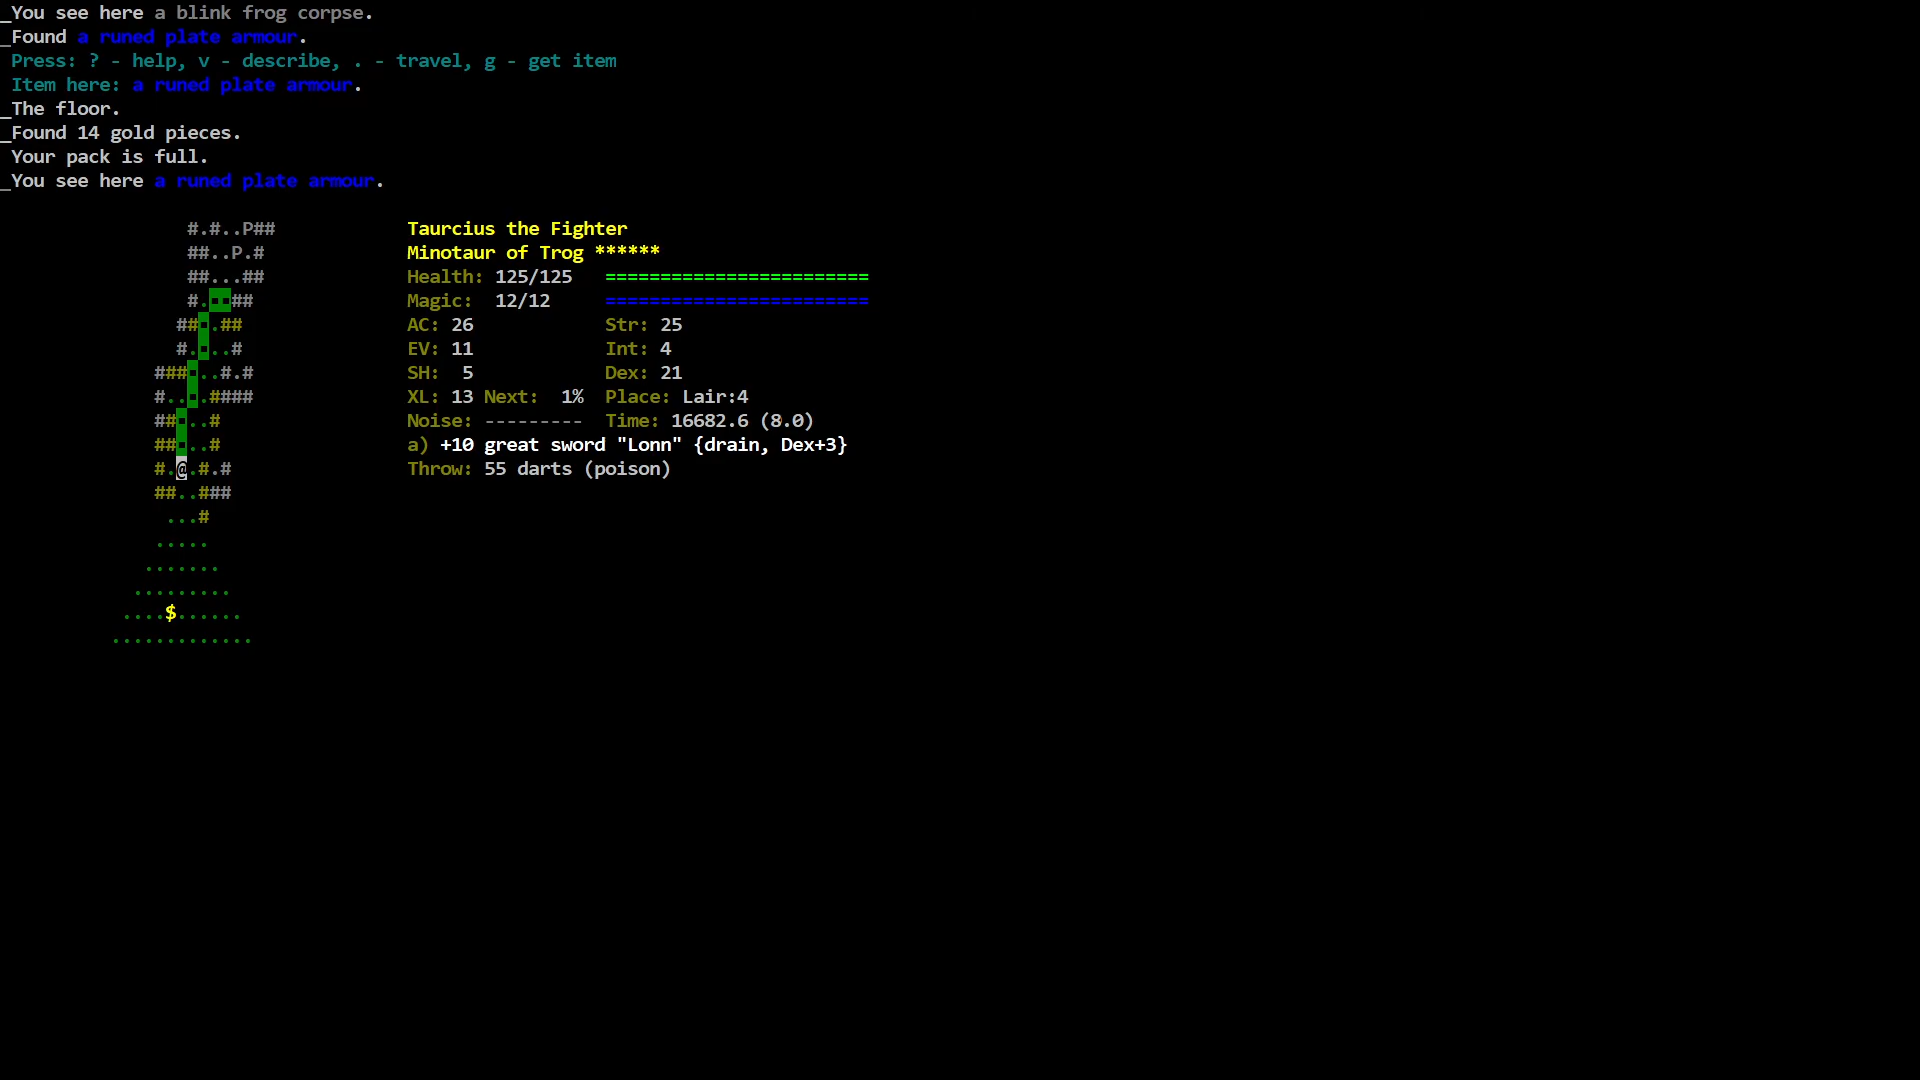 _You see here a blink frog corpse.
_Found a runed plate armour.
Press: ? - help, v - describe, . - travel, g - get item
Item here: a runed plate armour.
_The floor.
_Found 14 gold pieces.
Your pack is full.
_You see here a runed plate armour.
#.#..P## Taurcius the Fighter
##..P.# Minotaur of Trog ******
##...## Health: 125/125 ========================
#. ## Magic: 12/12 ========================
## .## AC: 26 Str: 25
#. ..# EV: 11 Int: 4
### ..#.# SH: 5 Dex: 21
#.. .#### XL: 13 Next: 1% Place: Lair:4
## ..# Noise: --------- Time: 16682.6 (8.0)
## ..# a) +10 great sword "Lonn" {drain, Dex+3}
#.@.#.# Throw: 55 darts (poison)
##..###
...#
.....
.......
.........
....$......
.............